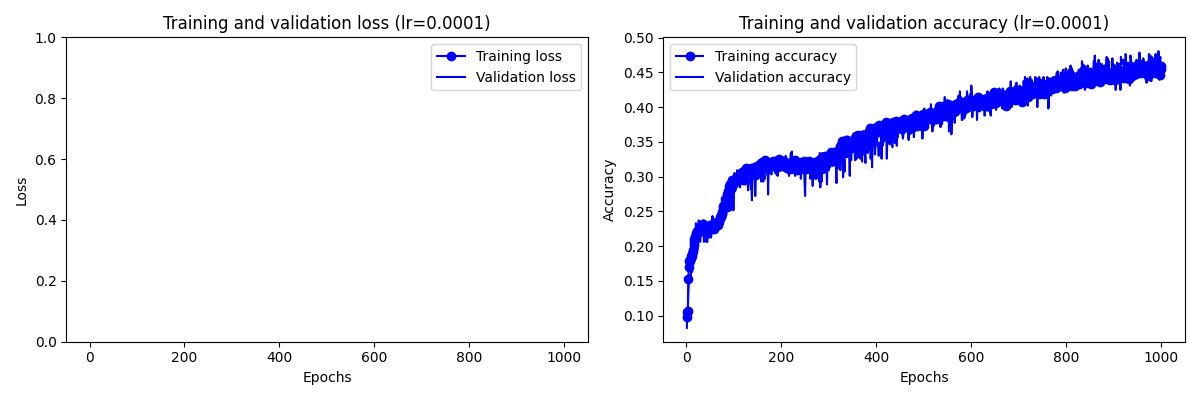 Training and validation loss (lr=0.0001)
1.0
0.8
0.6
0.4
0.2
0.0
Loss
Training loss
Validation loss
0 200 400 600 800 1000
Epochs
Training and validation accuracy (lr=0.0001)
0.50
0.45
0.40
0.35
0.30
0.25
0.20
0.15
0.10
Accuracy
Training accuracy
Validation accuracy
0 200 400 600 800 1000
Epochs